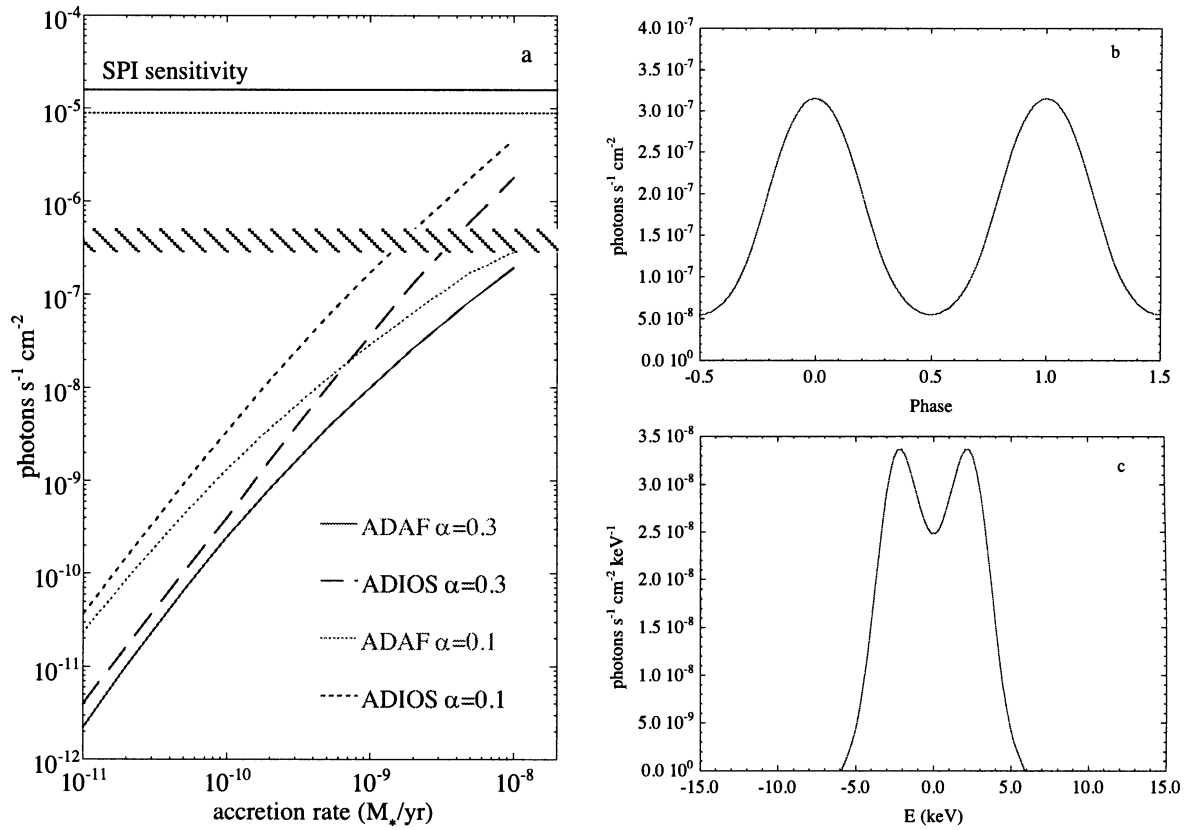 a
SPI sensitivity
10^-4
10^-5
10^-6
10^-7
10^-8
10^-9
10^-10
10^-11
10^-12
photons s^-1 cm^-2
ADAF α=0.3
ADIOS α=0.3
ADAF α=0.1
ADIOS α=0.1
10^-11 10^-10 10^-9 10^-8
accretion rate (M_*/yr)
b
4.0 10^-7
3.5 10^-7
3.0 10^-7
2.5 10^-7
2.0 10^-7
1.5 10^-7
1.0 10^-7
5.0 10^-8
0.0 10^0
photons s^-1 cm^-2
-0.5 0.0 0.5 1.0 1.5
Phase
c
3.5 10^-8
3.0 10^-8
2.5 10^-8
2.0 10^-8
1.5 10^-8
1.0 10^-8
5.0 10^-9
0.0 10^0
photons s^-1 cm^-2 keV^-1
-15.0 -10.0 -5.0 0.0 5.0 10.0 15.0
E (keV)